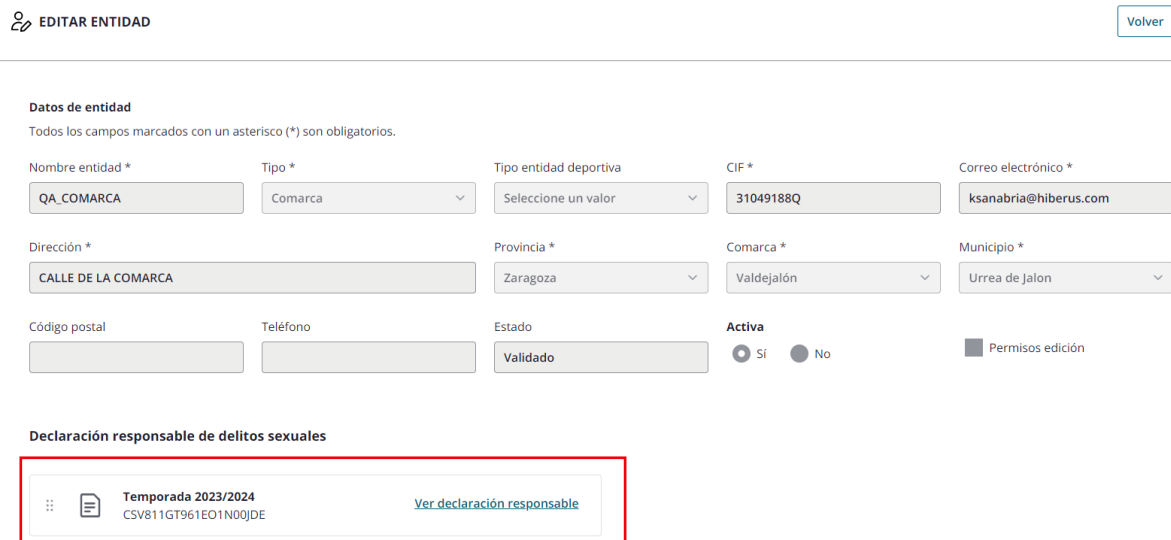 EDITAR ENTIDAD
Volver
Datos de entidad
Todos los campos marcados con un asterisco (*) son obligatorios.
Nombre entidad * Tipo * Tipo entidad deportiva CIF * Correo electrónico *
QA_COMARCA Comarca Seleccione un valor 31049188Q ksanabria@hiberus.com
Dirección * Provincia * Comarca * Municipio *
CALLE DE LA COMARCA Zaragoza Valdejalón Urrea de Jalon
Código postal Teléfono Estado Activa
Validado Sí No Permisos edición
Declaración responsable de delitos sexuales
Temporada 2023/2024
CSV811GT961EO1N00JDE
Ver declaración responsable